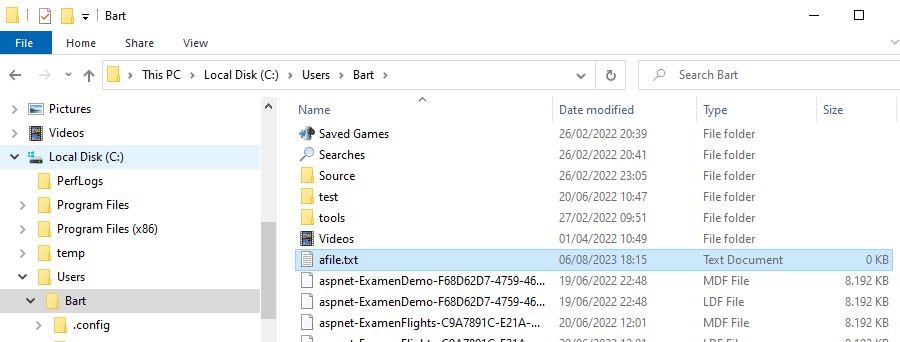 Bart
File Home Share View
This PC Local Disk (C:) Users Bart Search Bart
Pictures
Videos
Local Disk (C:)
PerfLogs
Program Files
Program Files (x86)
temp
Users
Bart
.config
Name Date modified Type Size
Saved Games 26/02/2022 20:39 File folder
Searches 26/02/2022 20:41 File folder
Source 26/02/2022 23:05 File folder
test 20/06/2022 10:47 File folder
tools 27/02/2022 09:51 File folder
Videos 01/04/2022 10:49 File folder
afile.txt 06/08/2023 18:15 Text Document 0 KB
aspnet-ExamenDemo-F68D62D7-4759-46... 19/06/2022 22:48 MDF File 8.192 KB
aspnet-ExamenDemo-F68D62D7-4759-46... 19/06/2022 22:48 LDF File 8.192 KB
aspnet-ExamenFlights-C9A7891C-E21A-... 20/06/2022 12:01 MDF File 8.192 KB